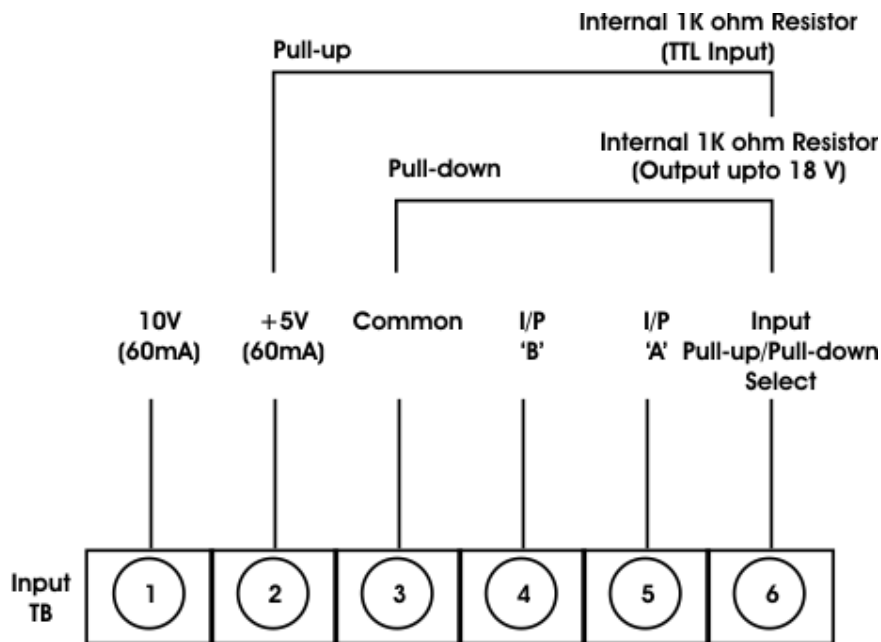 Internal 1K ohm Resistor
(TTL Input)
Pull-up
Internal 1K ohm Resistor
(Output upto 18 V)
Pull-down
10V
(60mA)
+5V
(60mA)
Common
I/P
‘B’
I/P
‘A’
Input
Pull-up/Pull-down
Select
Input
TB
1
2
3
4
5
6